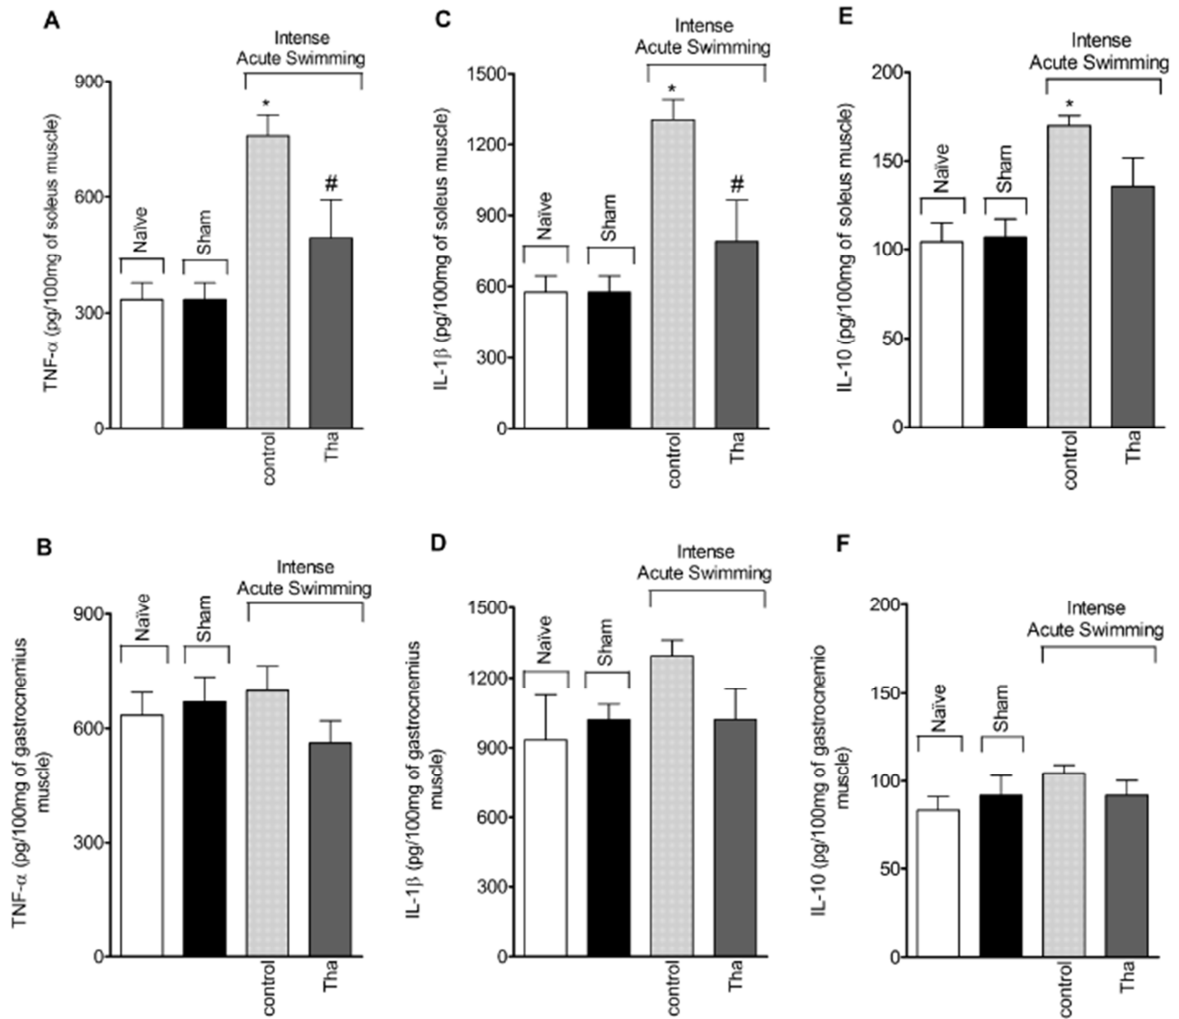 A
Intense
Acute Swimming
TNF-α (pg/100mg of soleus muscle)
900
600
300
0
Naïve
Sham
*
#
control
Tha
C
Intense
Acute Swimming
IL-1β (pg/100mg of soleus muscle)
1500
1200
900
600
300
0
Naïve
Sham
*
#
control
Tha
E
Intense
Acute Swimming
IL-10 (pg/100mg of soleus muscle)
200
150
100
50
0
Naïve
Sham
*
control
Tha
B
Intense
Acute Swimming
TNF-α (pg/100mg of gastrocnemius
muscle)
900
600
300
0
Naïve
Sham
control
Tha
D
Intense
Acute Swimming
IL-1β (pg/100mg of gastrocnemius
muscle)
1500
1200
900
600
300
0
Naïve
Sham
control
Tha
F
Intense
Acute Swimming
IL-10 (pg/100mg of gastrocnemio
muscle)
200
150
100
50
0
Naïve
Sham
control
Tha